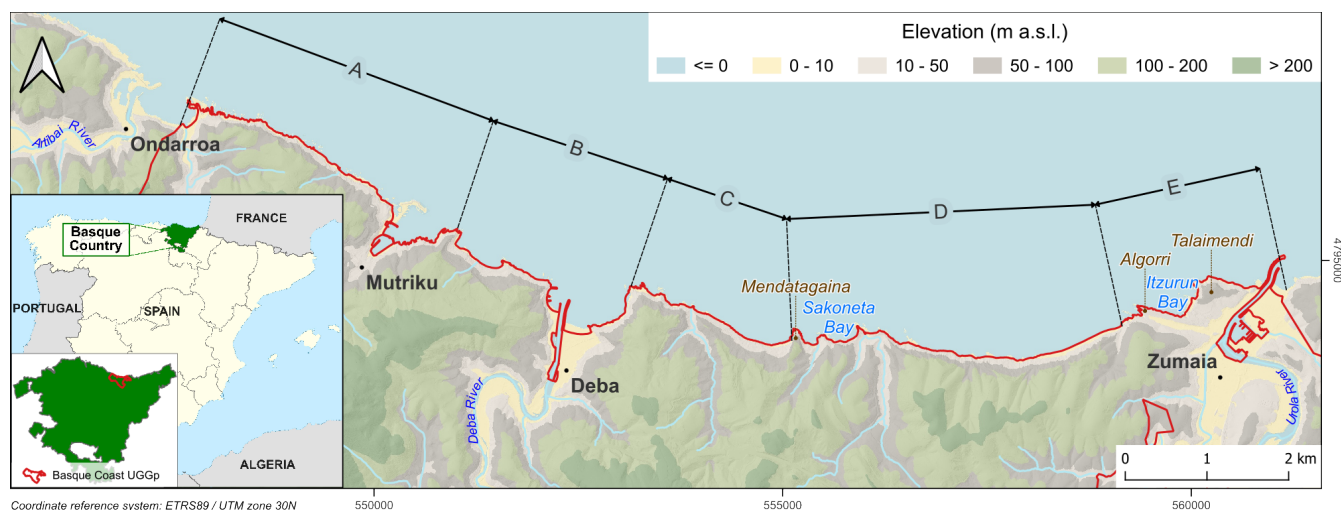 Elevation (m a.s.l.)
<= 0
0 - 10
10 - 50
50 - 100
100 - 200
> 200
A
B
C
D
E
Artibai River
Ondarroa
Mutriku
Deba
Deba River
Mendatagaina
Sakoneta
Bay
Algorri
Talaimendi
Itzurun
Bay
Zumaia
Urola River
4795000
FRANCE
Basque
Country
PORTUGAL
SPAIN
ALGERIA
Basque Coast UGGp
0 1 2 km
Coordinate reference system: ETRS89 / UTM zone 30N
550000
555000
560000